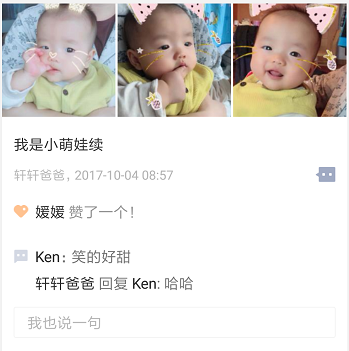 我是小萌娃续
轩轩爸爸，2017-10-04 08:57
媛媛 赞了一个！
Ken：笑的好甜
轩轩爸爸 回复 Ken: 哈哈
我也说一句